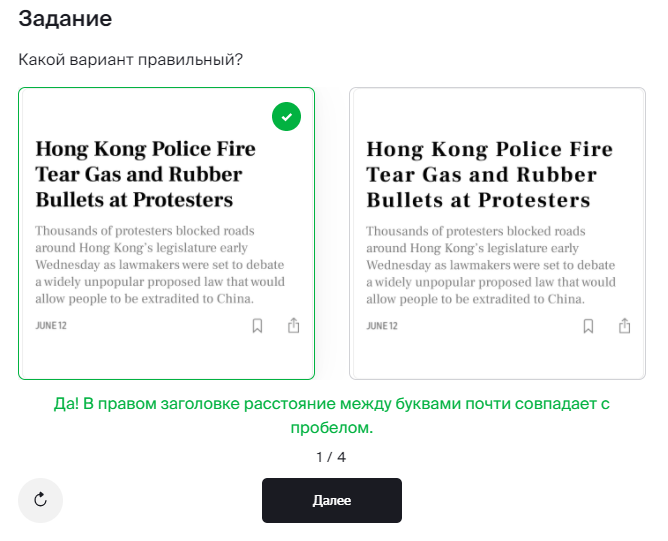 Задание
Какой вариант правильный?
Hong Kong Police Fire
Tear Gas and Rubber
Bullets at Protesters
Thousands of protesters blocked roads
around Hong Kong's legislature early
Wednesday as lawmakers were set to debate
a widely unpopular proposed law that would
allow people to be extradited to China.
JUNE 12
Hong Kong Police Fire
Tear Gas and Rubber
Bullets at Protesters
Thousands of protesters blocked roads
around Hong Kong's legislature early
Wednesday as lawmakers were set to debate
a widely unpopular proposed law that would
allow people to be extradited to China.
JUNE 12
Да! В правом заголовке расстояние между буквами почти совпадает с
пробелом.
1 / 4
Далее